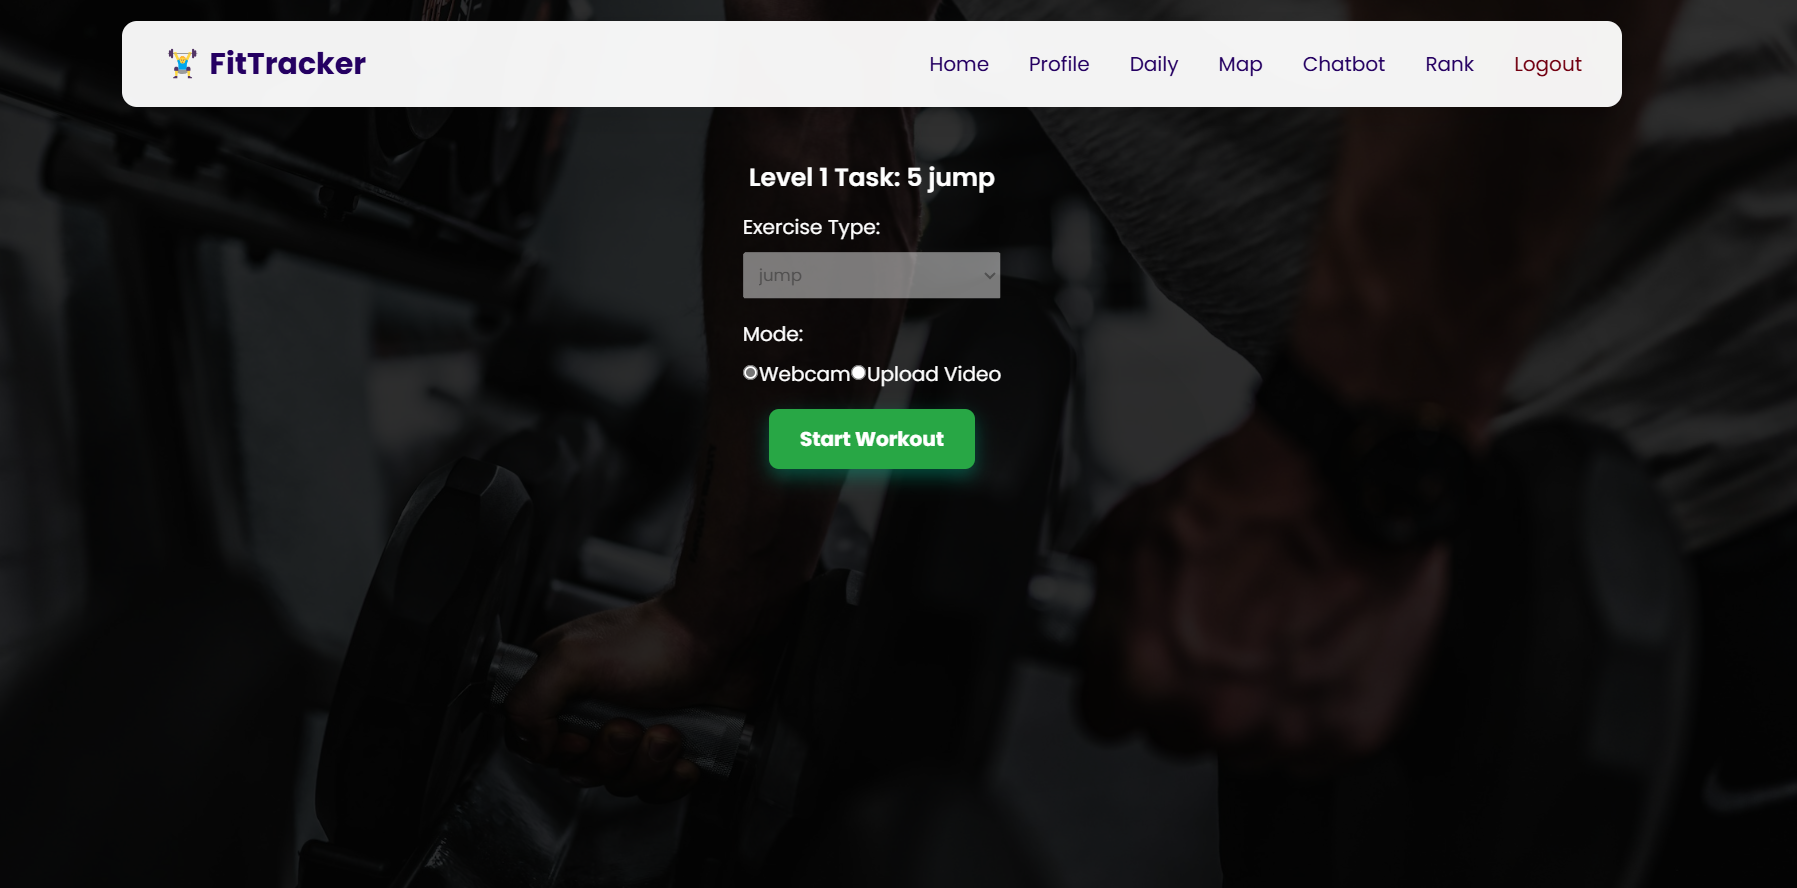 FitTracker
Home Profile Daily Map Chatbot Rank Logout
Level 1 Task: 5 jump
Exercise Type:
jump
Mode:
Webcam Upload Video
Start Workout